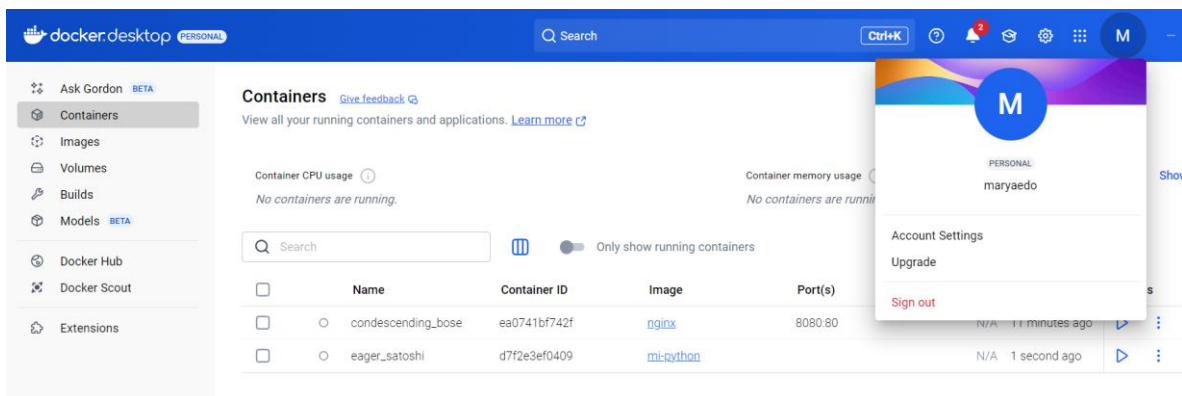 docker.desktop PERSONAL
Search
Ctrl+K
2
M
Ask Gordon BETA
Containers
Images
Volumes
Builds
Models BETA
Docker Hub
Docker Scout
Extensions
Containers Give feedback
View all your running containers and applications. Learn more
Container CPU usage
No containers are running.
Container memory usage
No containers are
Search
Only show running containers
Name Container ID Image Port(s)
condescending_bose ea0741bf742f nginx 8080:80 N/A 11 minutes ago
eager_satoshi d7f2e3ef0409 mi-python N/A 1 second ago
M
PERSONAL
maryaedo
Account Settings
Upgrade
Sign out